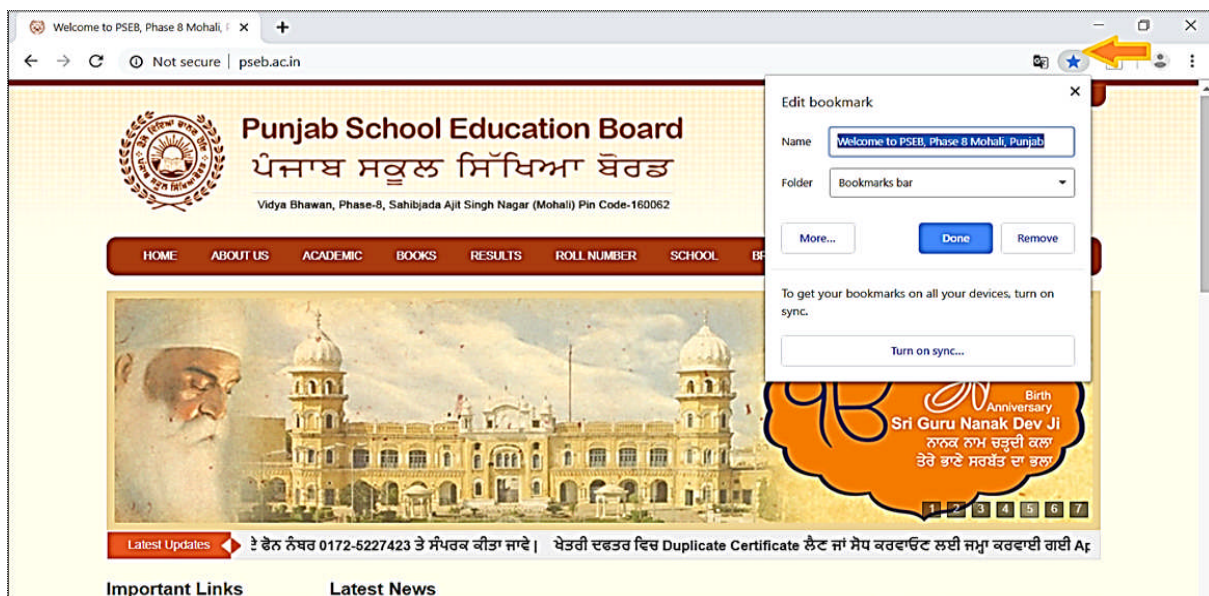 Welcome to PSEB, Phase 8 Mohali,
Not secure | pseb.ac.in
Punjab School Education Board
ਪੰਜਾਬ ਸਕੂਲ ਸਿੱਖਿਆ ਬੋਰਡ
Vidya Bhawan, Phase-8, Sahibjada Ajit Singh Nagar (Mohali) Pin Code-160062
HOME ABOUT US ACADEMIC BOOKS RESULTS ROLL NUMBER SCHOOL
Edit bookmark
Name Welcome to PSEB, Phase 8 Mohali, Punjab
Folder Bookmarks bar
More... Done Remove
To get your bookmarks on all your devices, turn on
sync.
Turn on sync...
Birth
Anniversary
Sri Guru Nanak Dev Ji
ਨਾਨਕ ਨਾਮ ਚੜ੍ਹਦੀ ਕਲਾ
ਤੇਰੇ ਭਾਣੇ ਸਰਬੱਤ ਦਾ ਭਲਾ
1 2 3 4 5 6 7
Latest Updates ਫੋਨ ਨੰਬਰ 0172-5227423 ਤੇ ਸੰਪਰਕ ਕੀਤਾ ਜਾਵੇ | ਖੇਤਰੀ ਦਫਤਰ ਵਿਚ Duplicate Certificate ਲੈਣ ਜਾਂ ਸੋਧ ਕਰਵਾਉਣ ਲਈ ਜਮ੍ਹਾ ਕਰਵਾਈ ਗਈ
Important Links Latest News